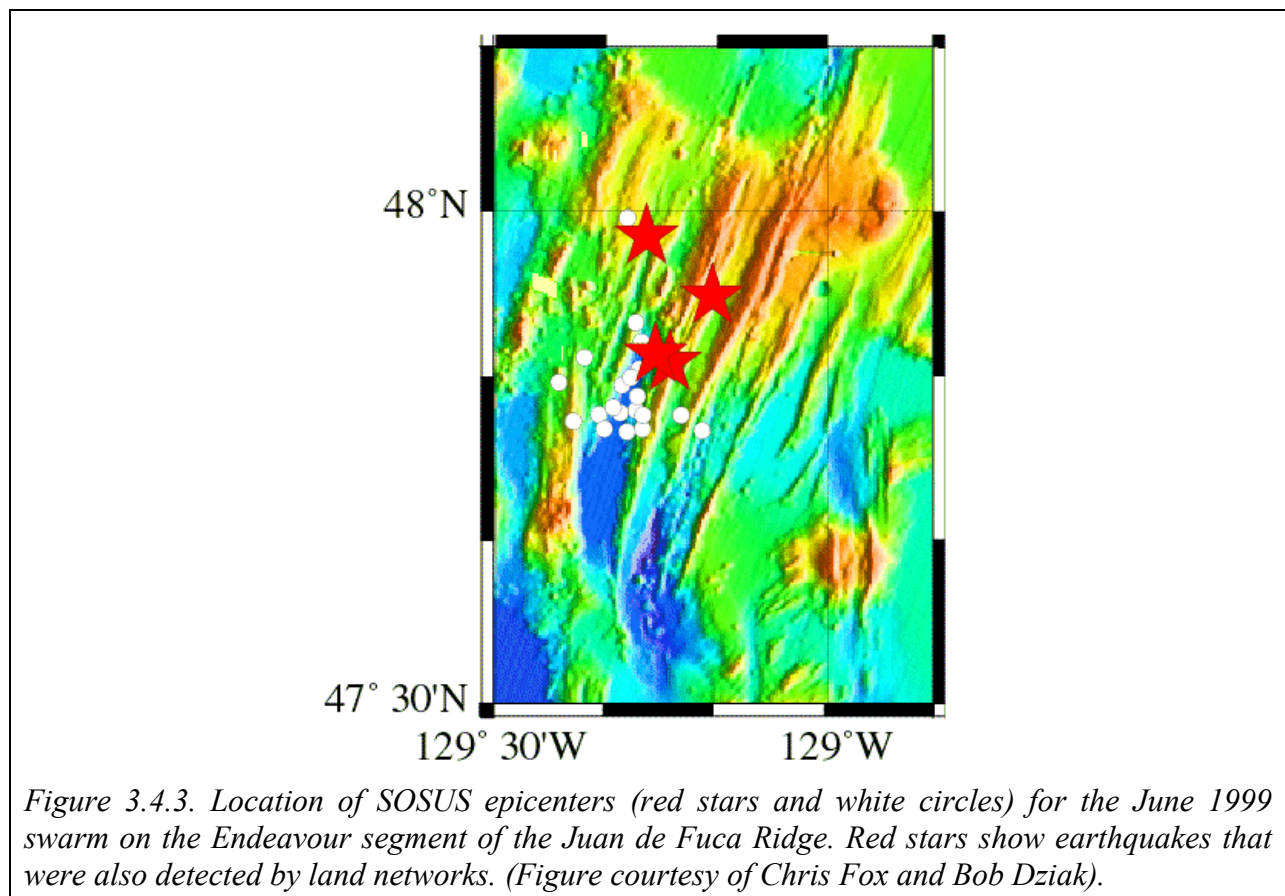 48°N
47° 30'N
129° 30'W
129°W
Figure 3.4.3. Location of SOSUS epicenters (red stars and white circles) for the June 1999
swarm on the Endeavour segment of the Juan de Fuca Ridge. Red stars show earthquakes that
were also detected by land networks. (Figure courtesy of Chris Fox and Bob Dziak).